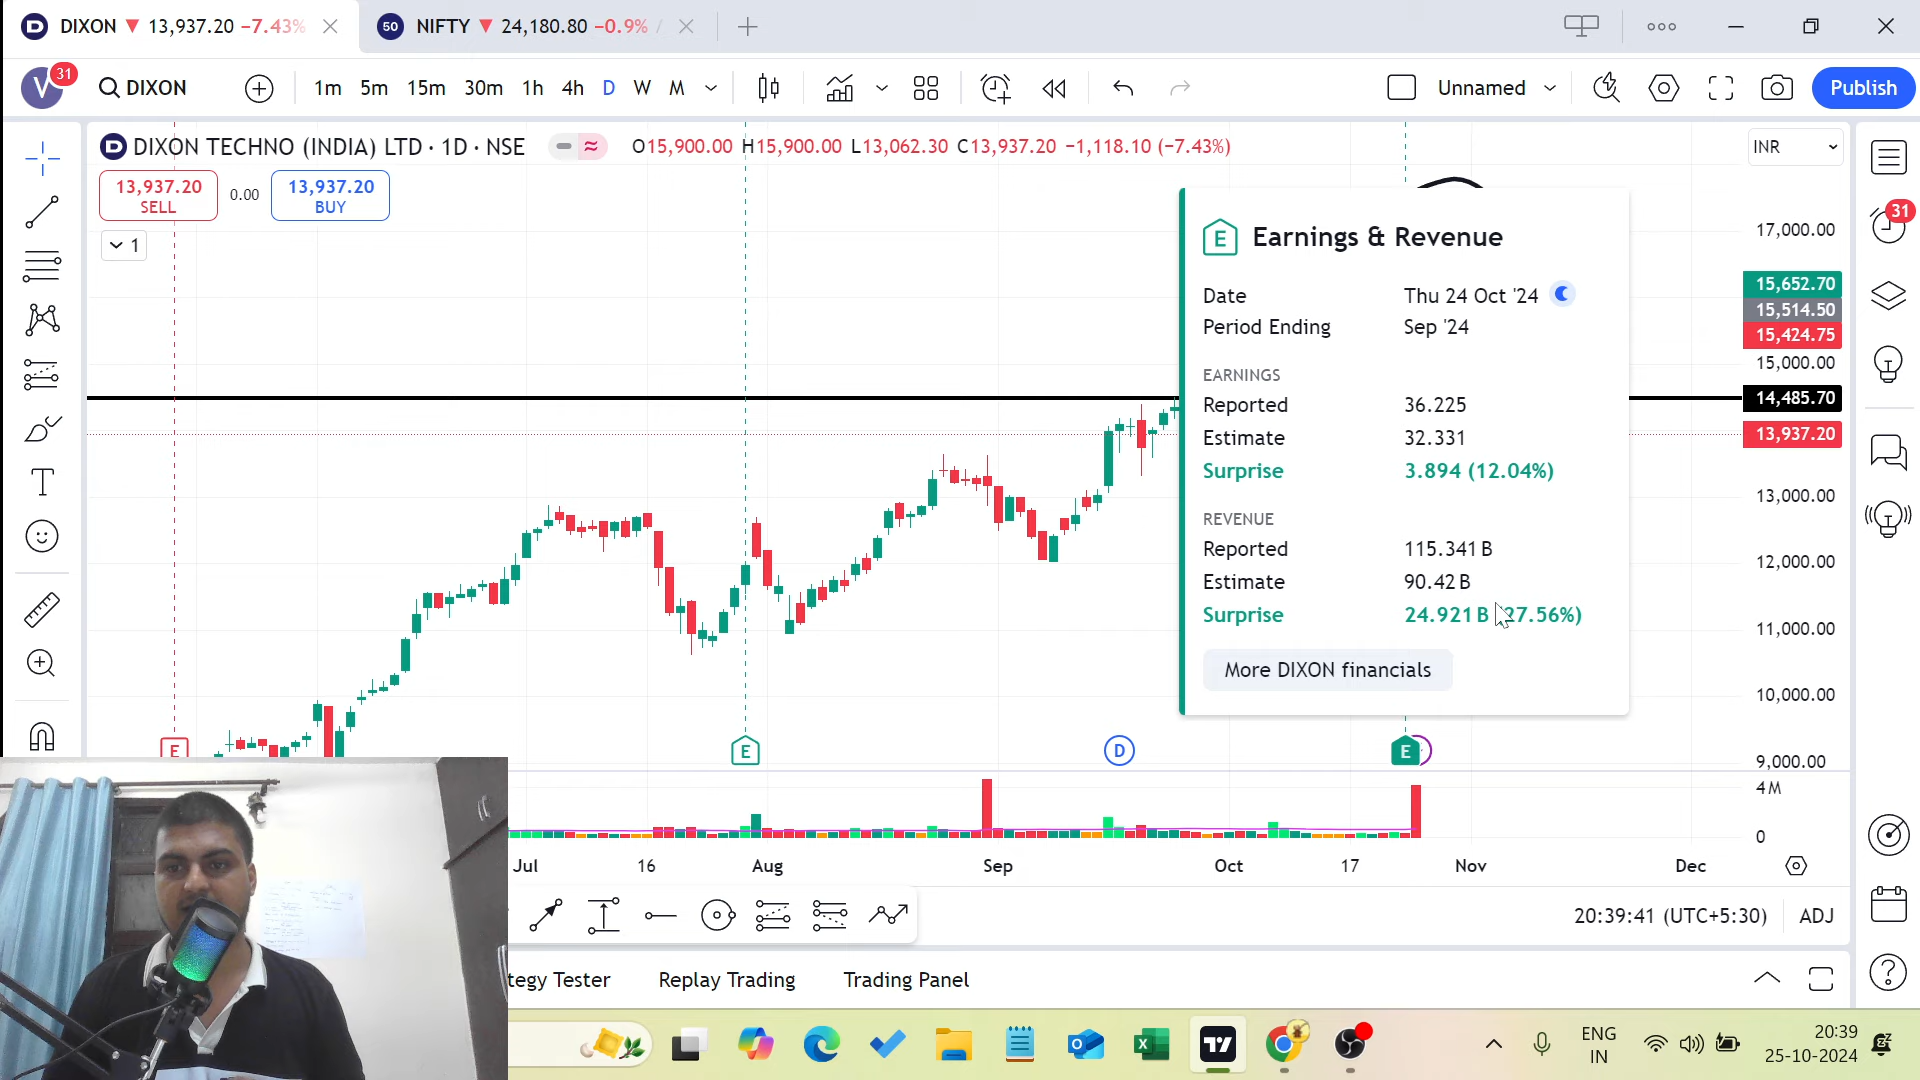 D DIXON ▼ 13,937.20 −7.43%
50 NIFTY ▼ 24,180.80 −0.9% /
V 31 DIXON 1m 5m 15m 30m 1h 4h D W M Unnamed Publish
D DIXON TECHNO (INDIA) LTD · 1D · NSE O15,900.00 H15,900.00 L13,062.30 C13,937.20 −1,118.10 (−7.43%)
INR
13,937.20
SELL
0.00
13,937.20
BUY
1
E Earnings & Revenue
Date Thu 24 Oct '24
Period Ending Sep '24
EARNINGS
Reported 36.225
Estimate 32.331
Surprise 3.894 (12.04%)
REVENUE
Reported 115.341 B
Estimate 90.42 B
Surprise 24.921 B (27.56%)
More DIXON financials
17,000.00
15,652.70
15,514.50
15,424.75
15,000.00
14,485.70
13,937.20
13,000.00
12,000.00
11,000.00
10,000.00
9,000.00
31
E E D E
4 M
0
Jul 16 Aug Sep Oct 17 Nov Dec
20:39:41 (UTC+5:30) ADJ
tegy Tester Replay Trading Trading Panel
ENG
IN
20:39
25-10-2024